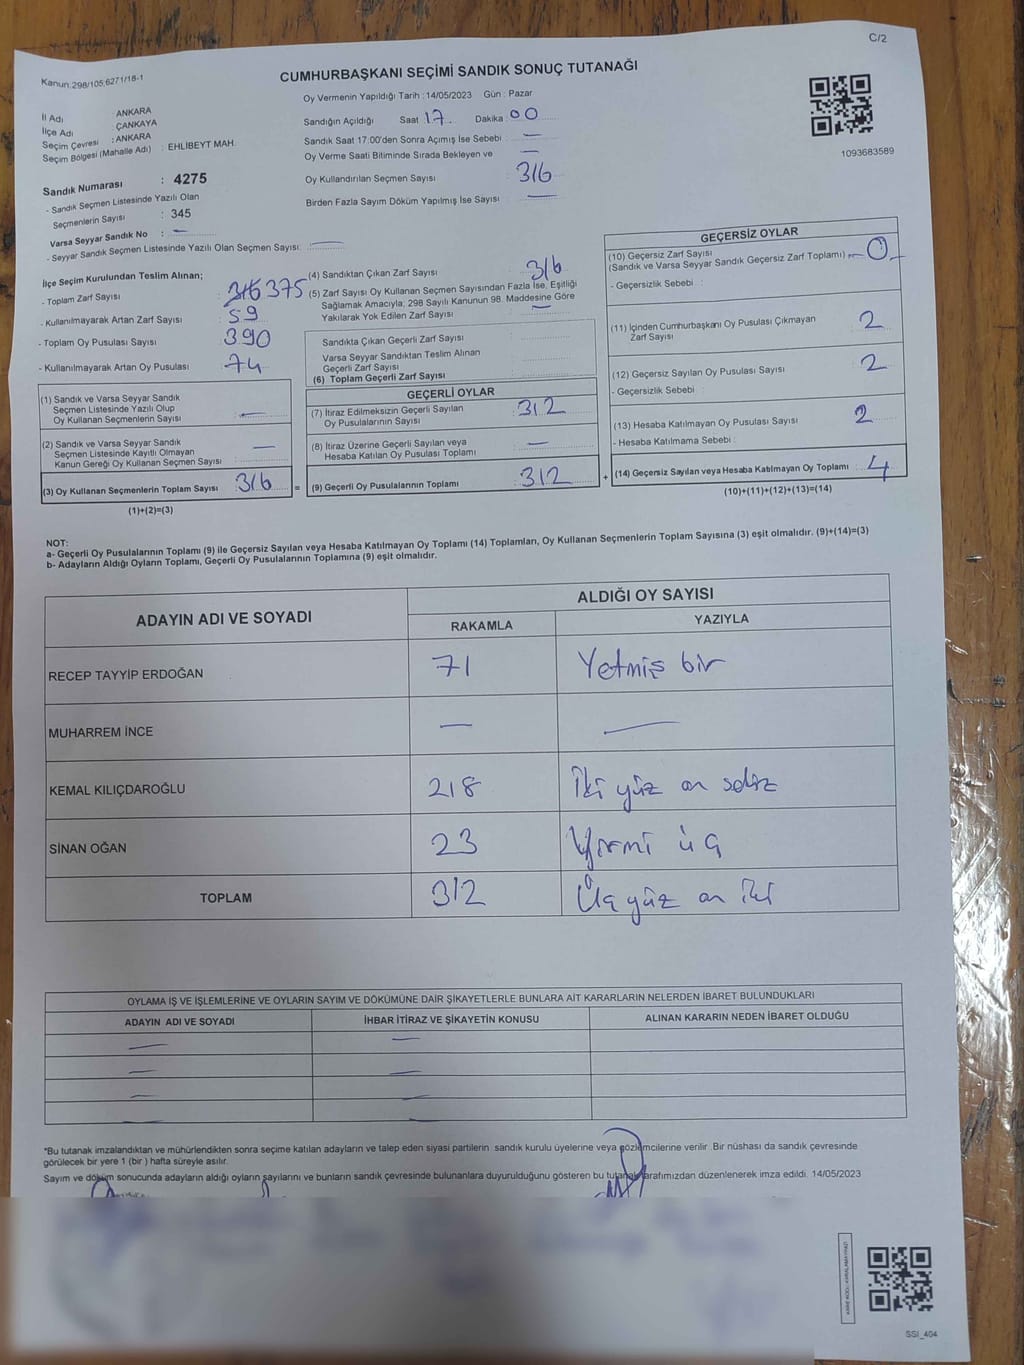 C/2
Kanun:298/105,6271/18-1
CUMHURBAŞKANI SEÇİMİ SANDIK SONUÇ TUTANAĞI
Oy Vermenin Yapıldığı Tarih : 14/05/2023 Gün : Pazar
İl Adı : ANKARA
İlçe Adı : ÇANKAYA
Seçim Çevresi : ANKARA
Seçim Bölgesi (Mahalle Adı) : EHLİBEYT MAH.
Sandığın Açıldığı Saat 17 Dakika : 00
Sandık Saat 17:00'den Sonra Açımış İse Sebebi : —
Oy Verme Saati Bitiminde Sırada Bekleyen ve —
Oy Kullandırılan Seçmen Sayısı 316
Birden Fazla Sayım Döküm Yapılmış İse Sayısı —
1093683589
Sandık Numarası : 4275
- Sandık Seçmen Listesinde Yazılı Olan
Seçmenlerin Sayısı : 345
Varsa Seyyar Sandık No : —
- Seyyar Sandık Seçmen Listesinde Yazılı Olan Seçmen Sayısı : —
İlçe Seçim Kurulundan Teslim Alınan;
- Toplam Zarf Sayısı 375
- Kullanılmayarak Artan Zarf Sayısı : 59
- Toplam Oy Pusulası Sayısı : 390
- Kullanılmayarak Artan Oy Pusulası : 74
(1) Sandık ve Varsa Seyyar Sandık
Seçmen Listesinde Yazılı Olup
Oy Kullanan Seçmenlerin Sayısı : —
(2) Sandık ve Varsa Seyyar Sandık
Seçmen Listesinde Kayıtlı Olmayan
Kanun Gereği Oy Kullanan Seçmen Sayısı : —
(3) Oy Kullanan Seçmenlerin Toplam Sayısı : 316 =
(1)+(2)=(3)
(4) Sandıktan Çıkan Zarf Sayısı 316
(5) Zarf Sayısı Oy Kullanan Seçmen Sayısından Fazla İse, Eşitliği
Sağlamak Amacıyla; 298 Sayılı Kanunun 98. Maddesine Göre
Yakılarak Yok Edilen Zarf Sayısı : —
Sandıkta Çıkan Geçerli Zarf Sayısı
Varsa Seyyar Sandıktan Teslim Alınan
Geçerli Zarf Sayısı
(6) Toplam Geçerli Zarf Sayısı
GEÇERLİ OYLAR
(7) İtiraz Edilmeksizin Geçerli Sayılan
Oy Pusulalarının Sayısı : 312
(8) İtiraz Üzerine Geçerli Sayılan veya
Hesaba Katılan Oy Pusulası Toplamı : —
(9) Geçerli Oy Pusulalarının Toplamı : 312 +
GEÇERSİZ OYLAR
(10) Geçersiz Zarf Sayısı
(Sandık ve Varsa Seyyar Sandık Geçersiz Zarf Toplamı) : 0
- Geçersizlik Sebebi :
(11) İçinden Cumhurbaşkanı Oy Pusulası Çıkmayan
Zarf Sayısı 2
(12) Geçersiz Sayılan Oy Pusulası Sayısı 2
- Geçersizlik Sebebi :
(13) Hesaba Katılmayan Oy Pusulası Sayısı 2
- Hesaba Katılmama Sebebi :
(14) Geçersiz Sayılan veya Hesaba Katılmayan Oy Toplamı : 4
(10)+(11)+(12)+(13)=(14)
NOT:
a- Geçerli Oy Pusulalarının Toplamı (9) ile Geçersiz Sayılan veya Hesaba Katılmayan Oy Toplamı (14) Toplamları, Oy Kullanan Seçmenlerin Toplam Sayısına (3) eşit olmalıdır. (9)+(14)=(3)
b- Adayların Aldığı Oyların Toplamı, Geçerli Oy Pusulalarının Toplamına (9) eşit olmalıdır.
ADAYIN ADI VE SOYADI ALDIĞI OY SAYISI
RAKAMLA YAZIYLA
RECEP TAYYİP ERDOĞAN 71 Yetmiş bir
MUHARREM İNCE — —
KEMAL KILIÇDAROĞLU 218 İki yüz on sekiz
SİNAN OĞAN 23 Yirmi üç
TOPLAM 312 Üç yüz on iki
OYLAMA İŞ VE İŞLEMLERİNE VE OYLARIN SAYIM VE DÖKÜMÜNE DAİR ŞİKAYETLERLE BUNLARA AİT KARARLARIN NELERDEN İBARET BULUNDUKLARI
ADAYIN ADI VE SOYADI İHBAR İTİRAZ VE ŞİKAYETİN KONUSU ALINAN KARARIN NEDEN İBARET OLDUĞU
— —
— —
— —
— —
*Bu tutanak imzalandıktan ve mühürlendikten sonra seçime katılan adayların ve talep eden siyasi partilerin sandık kurulu üyelerine veya gözlemcilerine verilir. Bir nüshası da sandık çevresinde
görülecek bir yere 1 (bir ) hafta süreyle asılır.
Sayım ve döküm sonucunda adayların aldığı oyların sayılarını ve bunların sandık çevresinde bulunanlara duyurulduğunu gösteren bu tutanak tarafımızdan düzenlenerek imza edildi. 14/05/2023
SSI_404